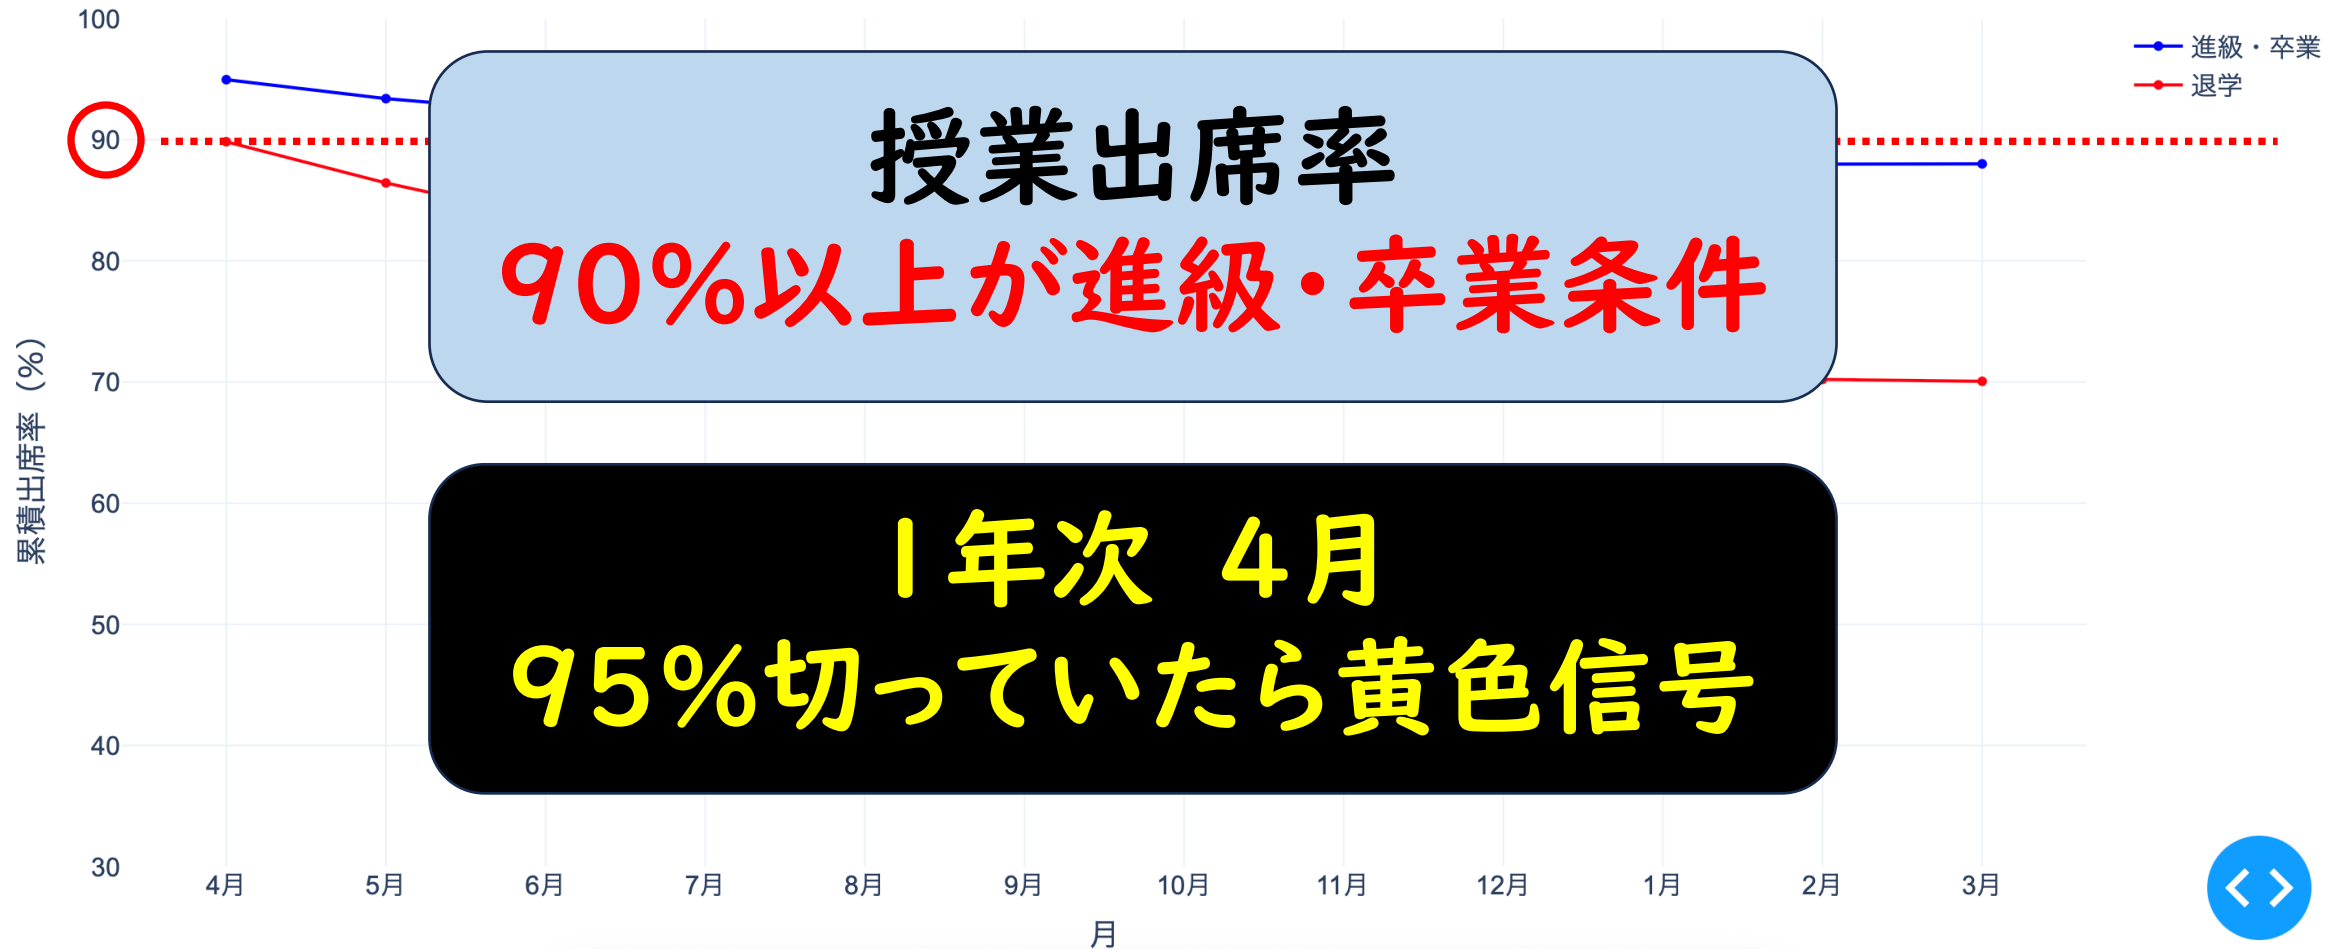 100
90
80
70
60
50
40
30
累積出席率（%）
進級・卒業
退学
授業出席率
90%以上が進級・卒業条件
1年次 4月
95%切っていたら黄色信号
4月 5月 6月 7月 8月 9月 10月 11月 12月 1月 2月 3月
月